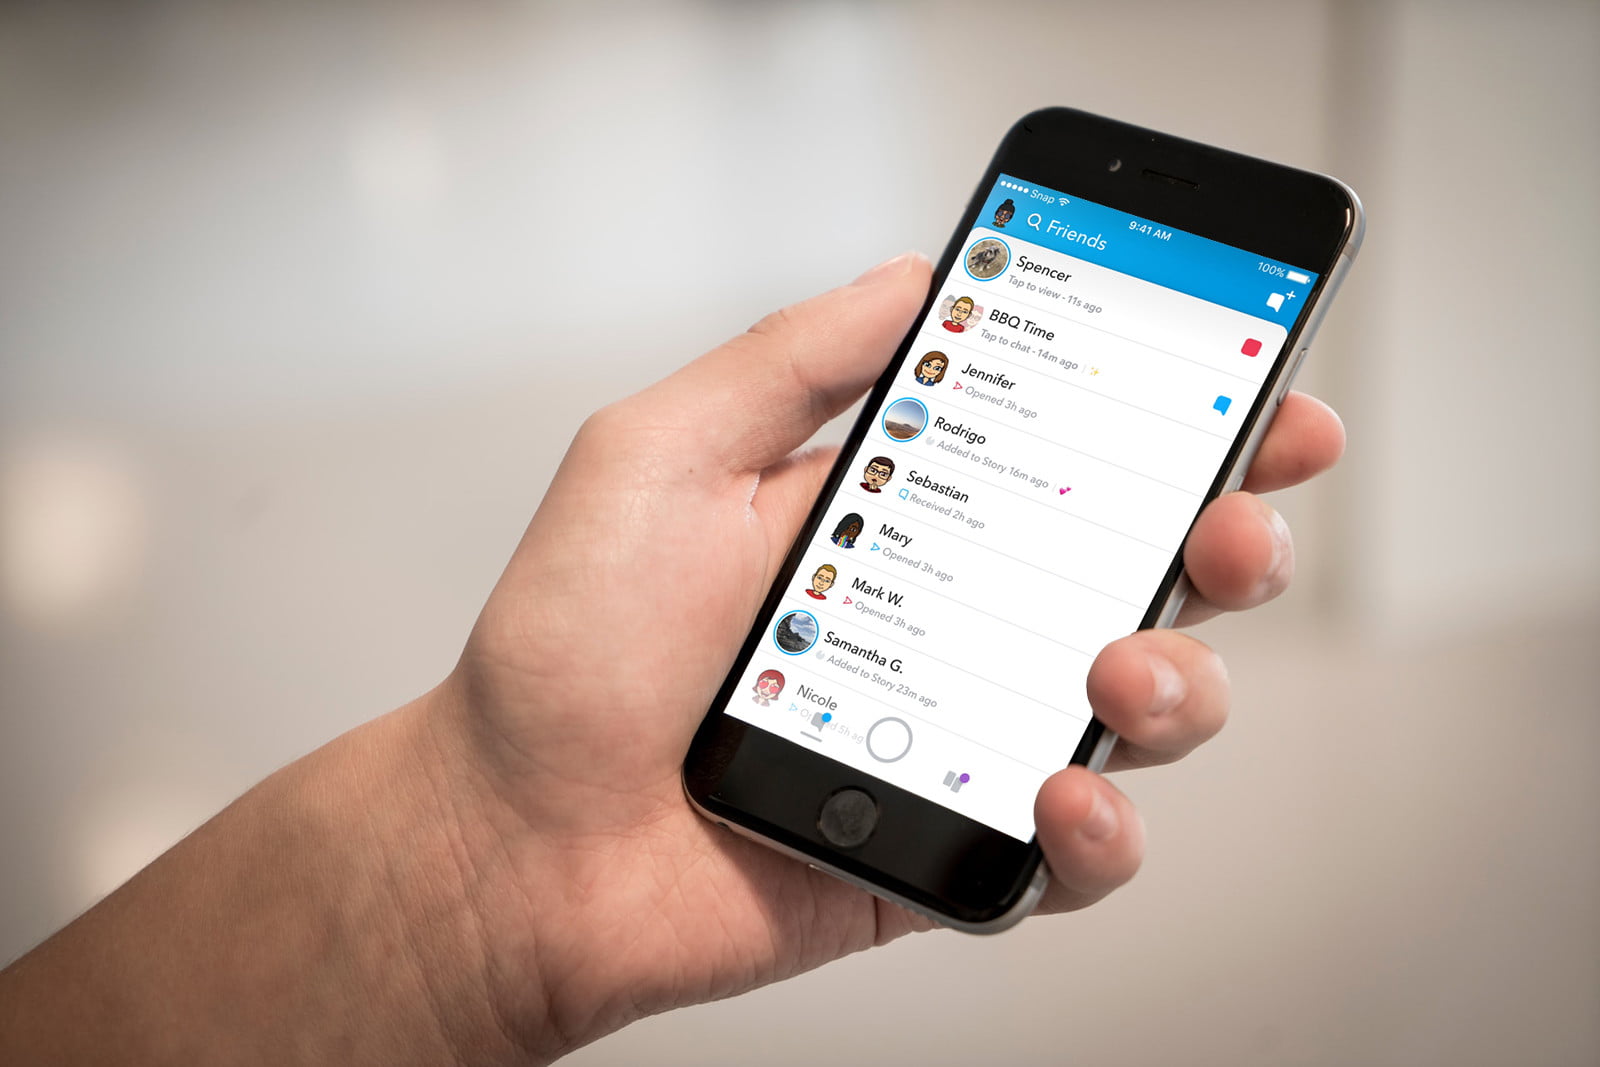 Snap
9:41 AM
100%
Friends
Spencer
Tap to view - 11s ago
BBQ Time
Tap to chat - 14m ago
Jennifer
Opened 3h ago
Rodrigo
Added to Story 16m ago
Sebastian
Received 2h ago
Mary
Opened 3h ago
Mark W.
Opened 3h ago
Samantha G.
Added to Story 23m ago
Nicole
5h ag